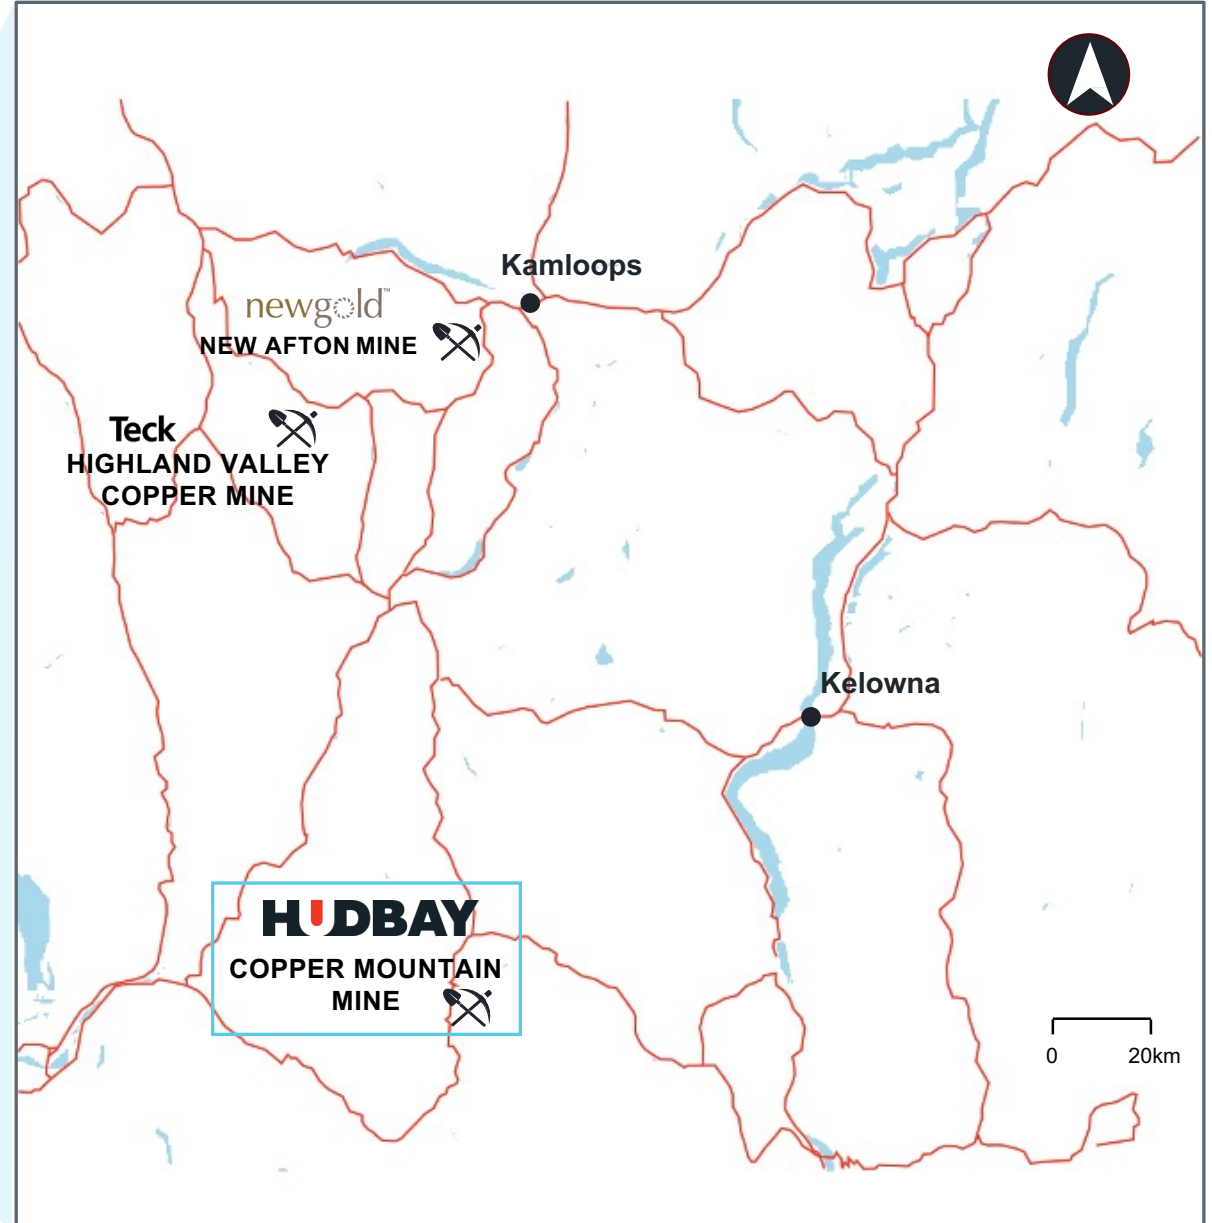 Kamloops
newgold™
NEW AFTON MINE
Teck
HIGHLAND VALLEY
COPPER MINE
Kelowna
HUDBAY
COPPER MOUNTAIN
MINE
0 20km